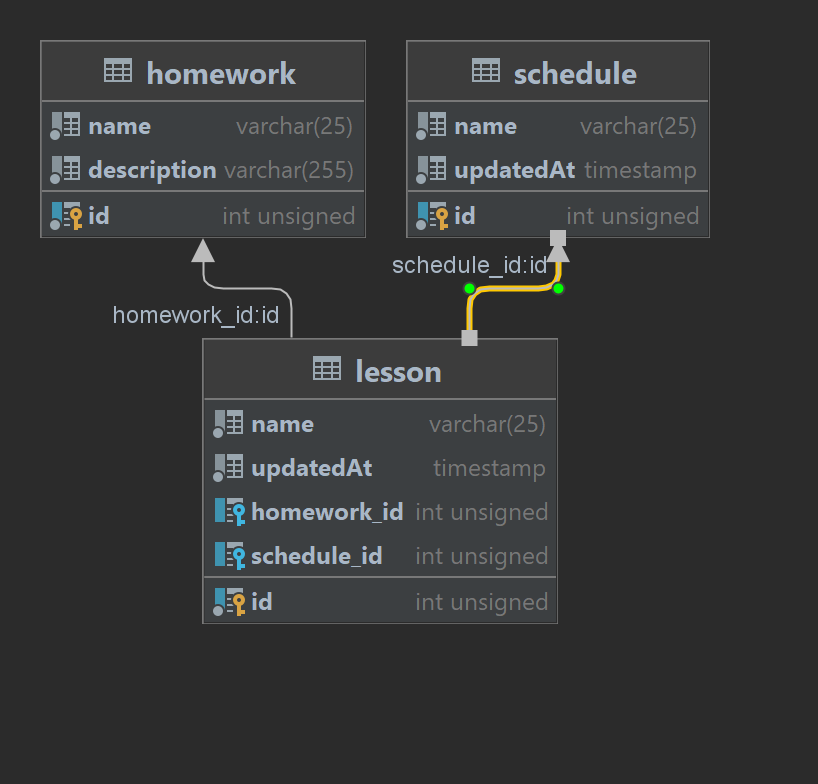 homework
name varchar(25)
description varchar(255)
id int unsigned
schedule
name varchar(25)
updatedAt timestamp
id int unsigned
schedule_id:id
homework_id:id
lesson
name varchar(25)
updatedAt timestamp
homework_id int unsigned
schedule_id int unsigned
id int unsigned